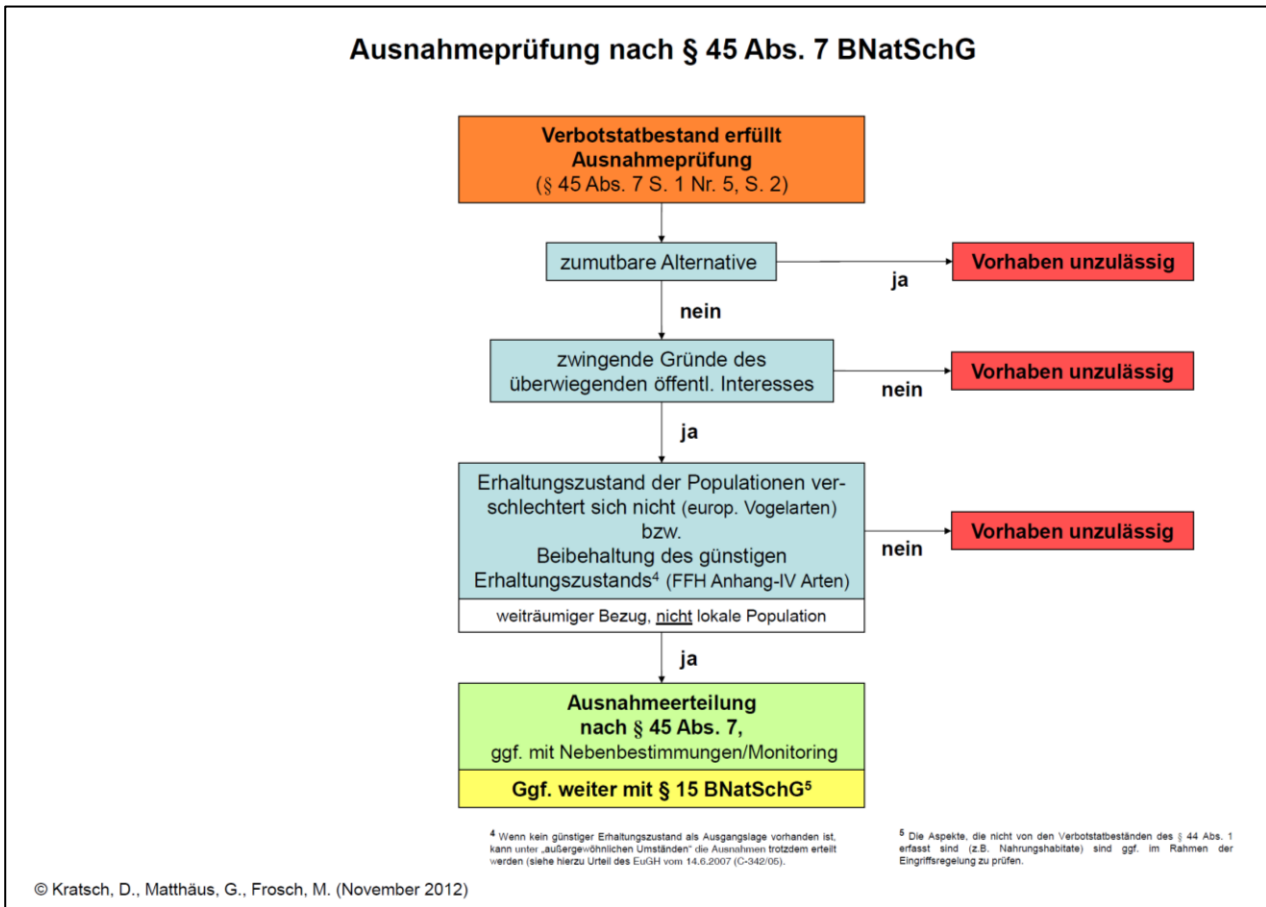 Ausnahmeprüfung nach § 45 Abs. 7 BNatSchG
Verbotstatbestand erfüllt
Ausnahmeprüfung
(§ 45 Abs. 7 S. 1 Nr. 5, S. 2)
zumutbare Alternative
ja
Vorhaben unzulässig
nein
zwingende Gründe des
überwiegenden öffentl. Interesses
nein
Vorhaben unzulässig
ja
Erhaltungszustand der Populationen ver-
schlechtert sich nicht (europ. Vogelarten)
bzw.
Beibehaltung des günstigen
Erhaltungszustands⁴ (FFH Anhang-IV Arten)
weiträumiger Bezug, nicht lokale Population
nein
Vorhaben unzulässig
ja
Ausnahmeerteilung
nach § 45 Abs. 7,
ggf. mit Nebenbestimmungen/Monitoring
Ggf. weiter mit § 15 BNatSchG⁵
⁴ Wenn kein günstiger Erhaltungszustand als Ausgangslage vorhanden ist,
kann unter „außergewöhnlichen Umständen“ die Ausnahmen trotzdem erteilt
werden (siehe hierzu Urteil des EuGH vom 14.6.2007 (C-342/05).
⁵ Die Aspekte, die nicht von den Verbotstatbeständen des § 44 Abs. 1
erfasst sind (z.B. Nahrungshabitate) sind ggf. im Rahmen der
Eingriffsregelung zu prüfen.
© Kratsch, D., Matthäus, G., Frosch, M. (November 2012)